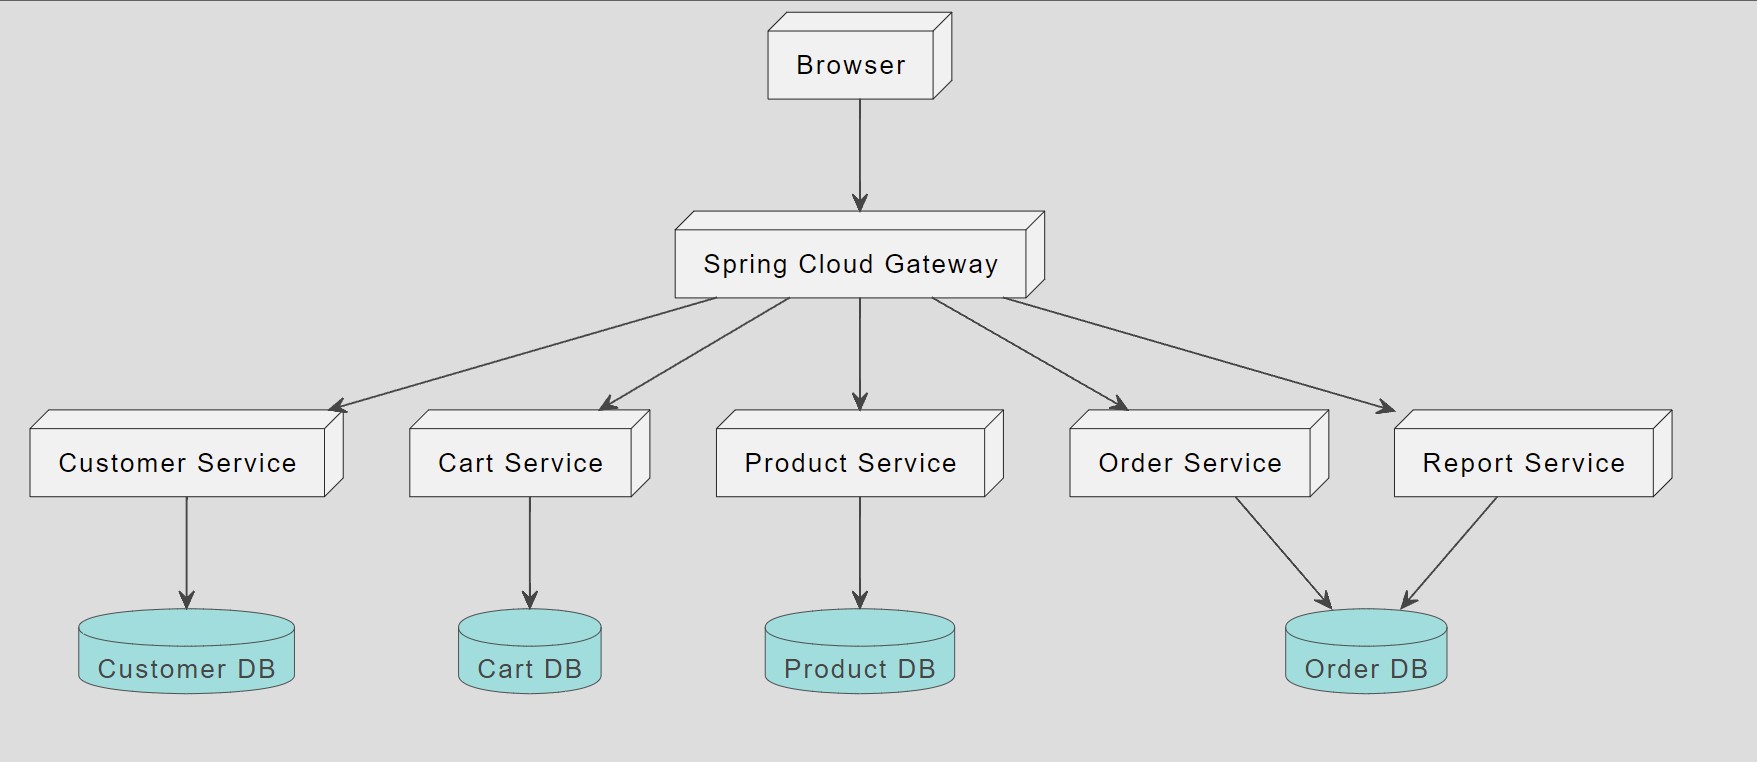 Browser
Spring Cloud Gateway
Customer Service
Cart Service
Product Service
Order Service
Report Service
Customer DB
Cart DB
Product DB
Order DB